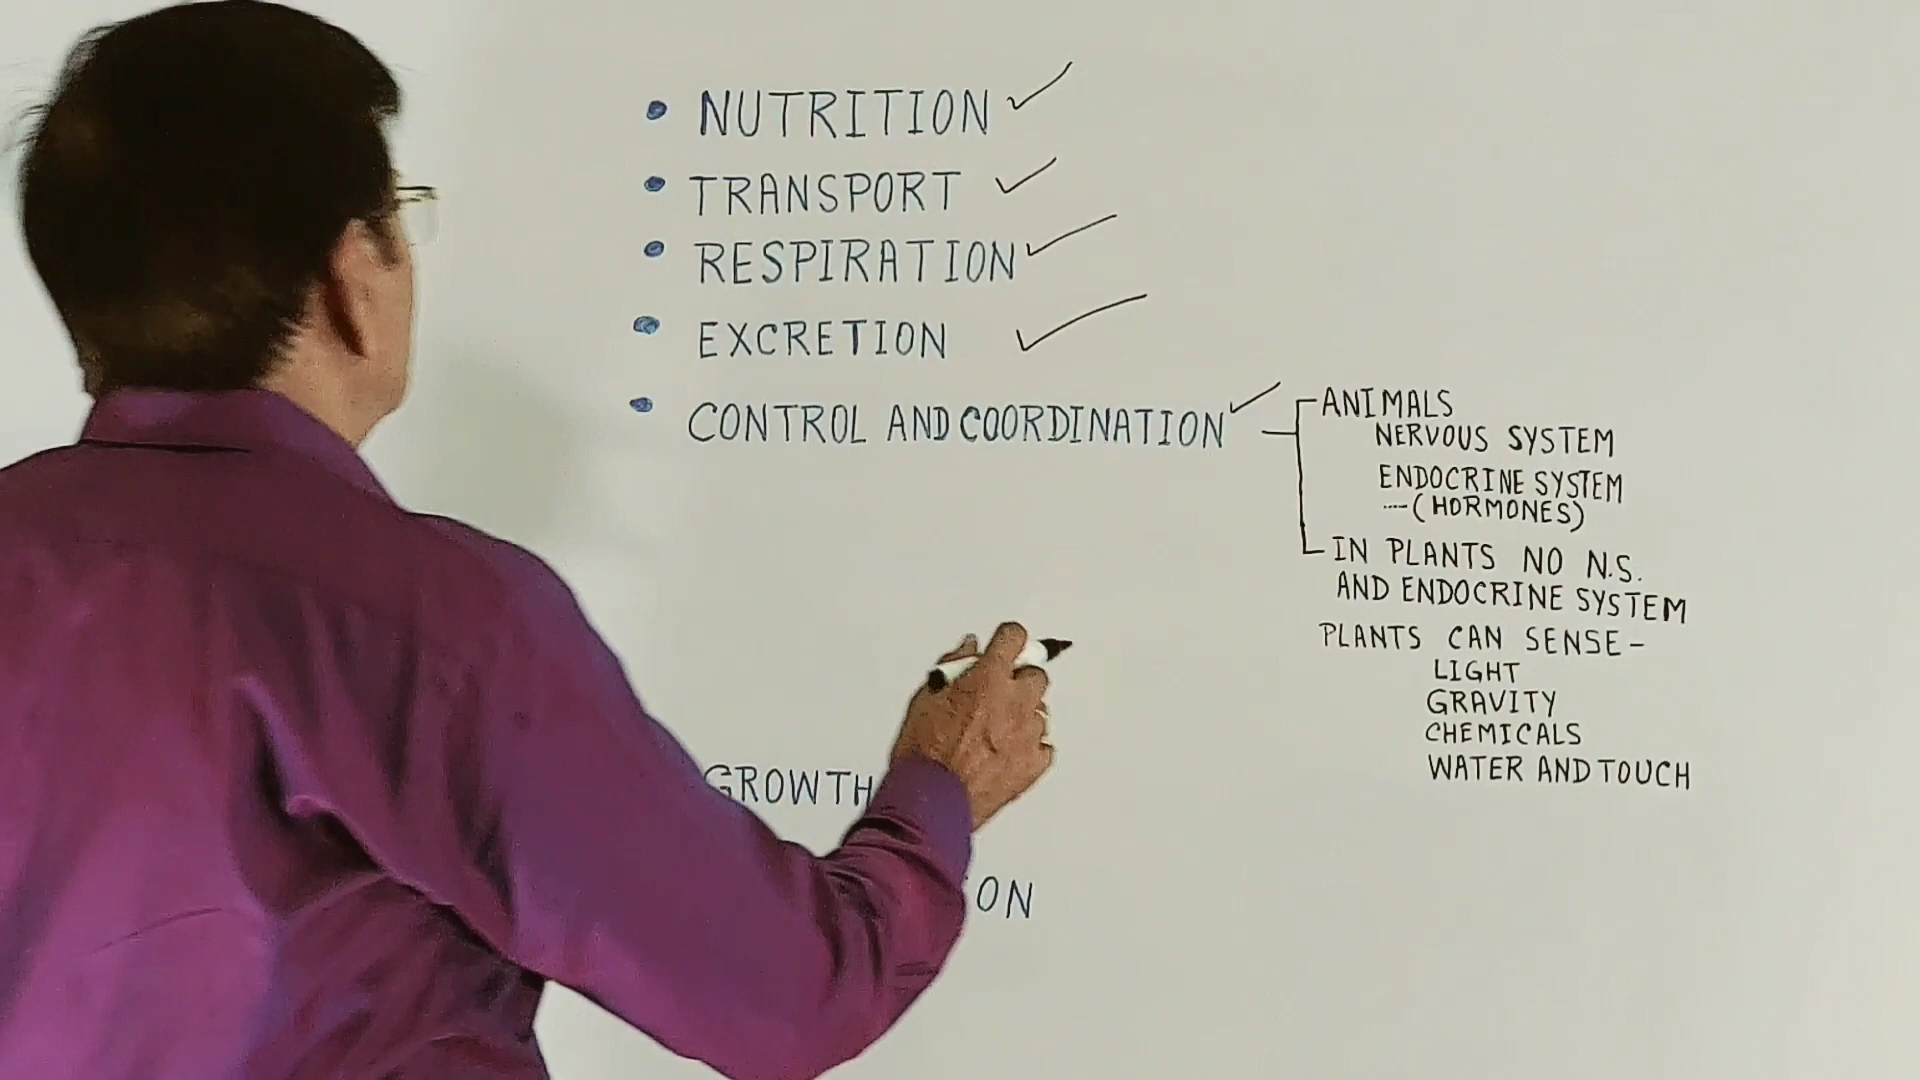 • NUTRITION ✓
• TRANSPORT ✓
• RESPIRATION ✓
• EXCRETION ✓
• CONTROL AND COORDINATION ✓
ANIMALS
NERVOUS SYSTEM
ENDOCRINE SYSTEM
----(HORMONES)
IN PLANTS NO N.S.
AND ENDOCRINE SYSTEM
PLANTS CAN SENSE-
LIGHT
GRAVITY
CHEMICALS
WATER AND TOUCH
GROWTH